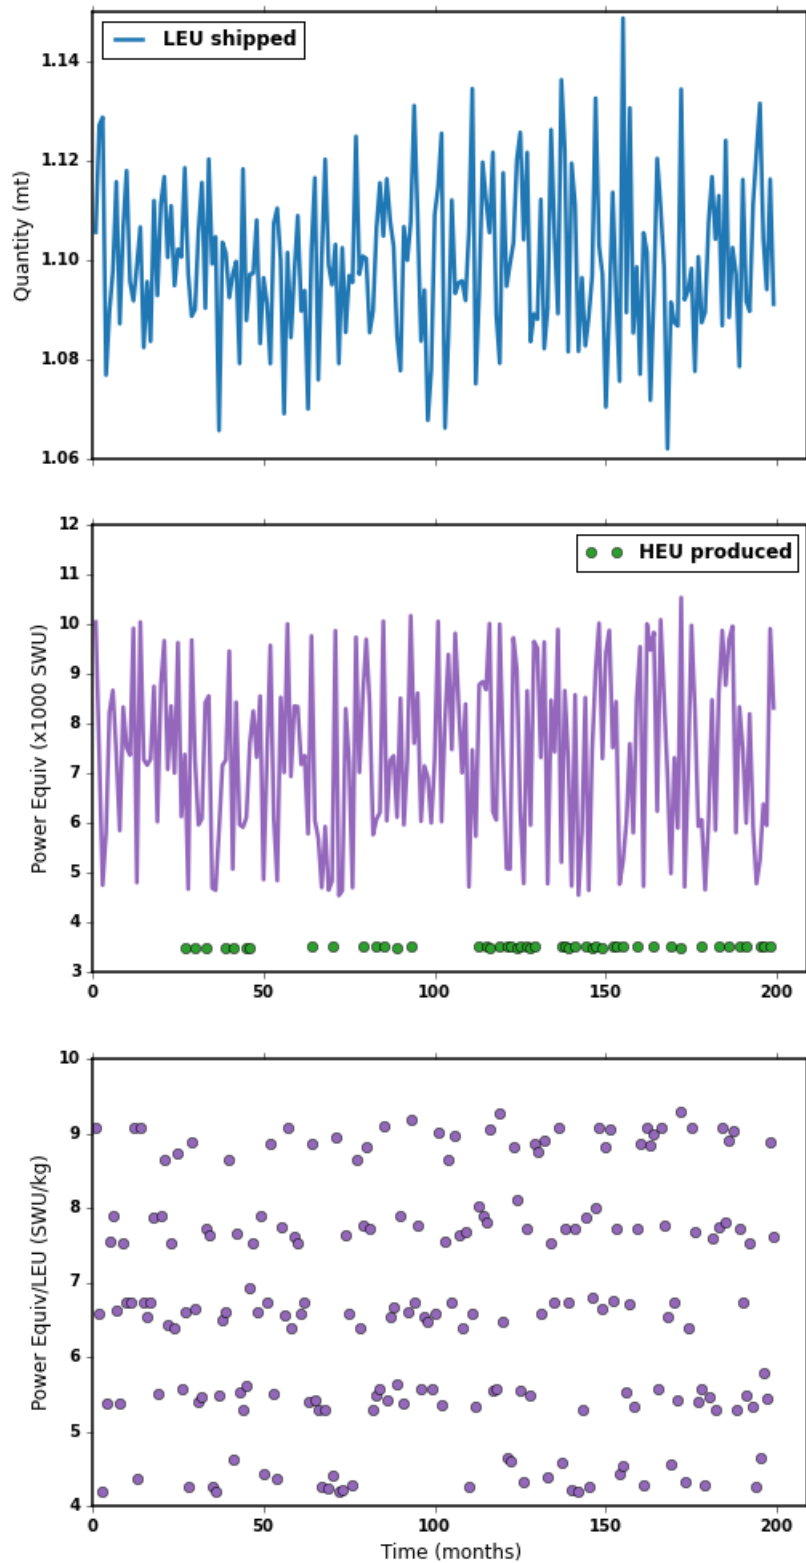 LEU shipped
1.14
1.12
1.10
1.08
1.06
Quantity (mt)
HEU produced
12
11
10
9
8
7
6
5
4
3
Power Equiv (x1000 SWU)
0 50 100 150 200
10
9
8
7
6
5
4
Power Equiv/LEU (SWU/kg)
0 50 100 150 200
Time (months)